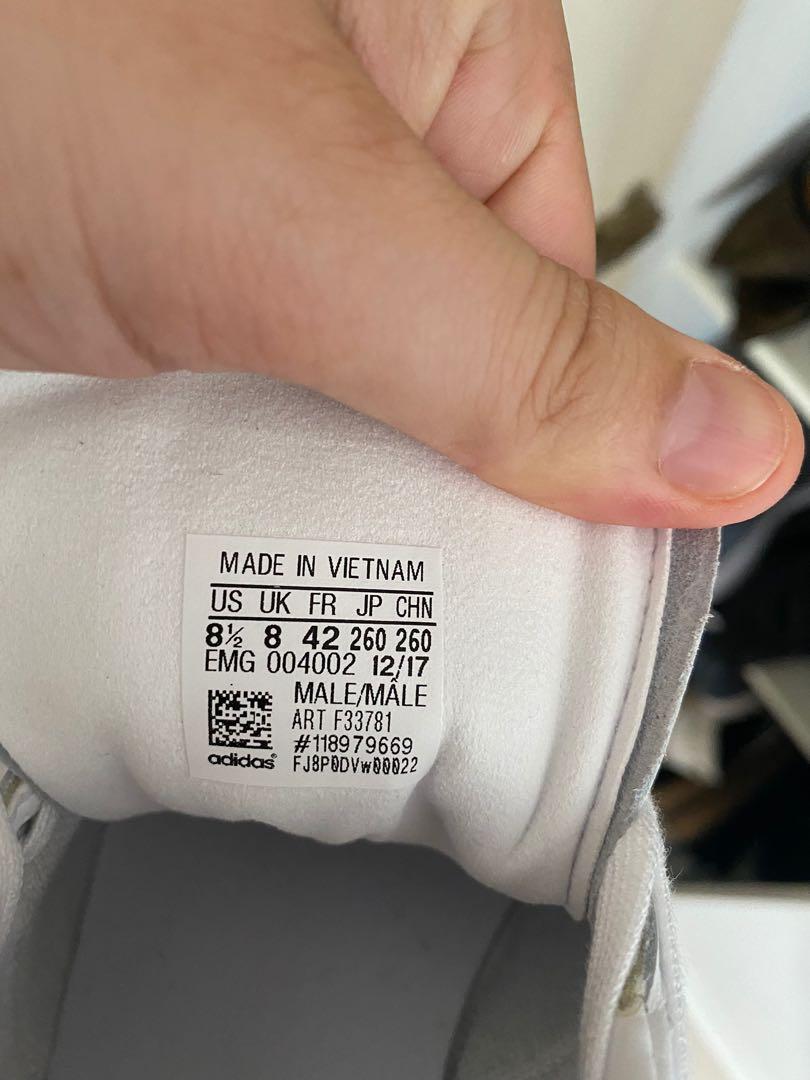 MADE IN VIETNAM
US UK FR JP CHN
8½ 8 42 260 260
EMG 004002 12/17
MALE/MÂLE
ART F33781
#118979669
adidas® FJ8P0DVw00022